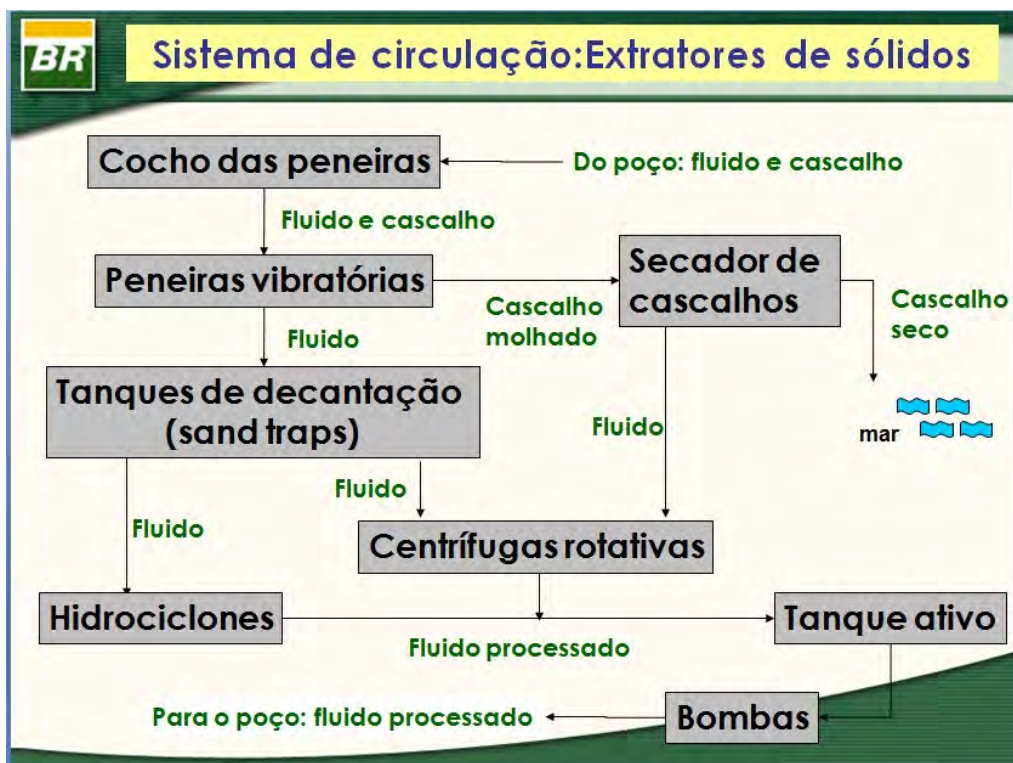 BR
Sistema de circulação:Extratores de sólidos
Cocho das peneiras
Do poço: fluido e cascalho
Fluido e cascalho
Peneiras vibratórias
Cascalho
molhado
Secador de
cascalhos
Cascalho
seco
mar
Fluido
Tanques de decantação
(sand traps)
Fluido
Fluido
Fluido
Centrífugas rotativas
Hidrociclones
Fluido processado
Tanque ativo
Bombas
Para o poço: fluido processado